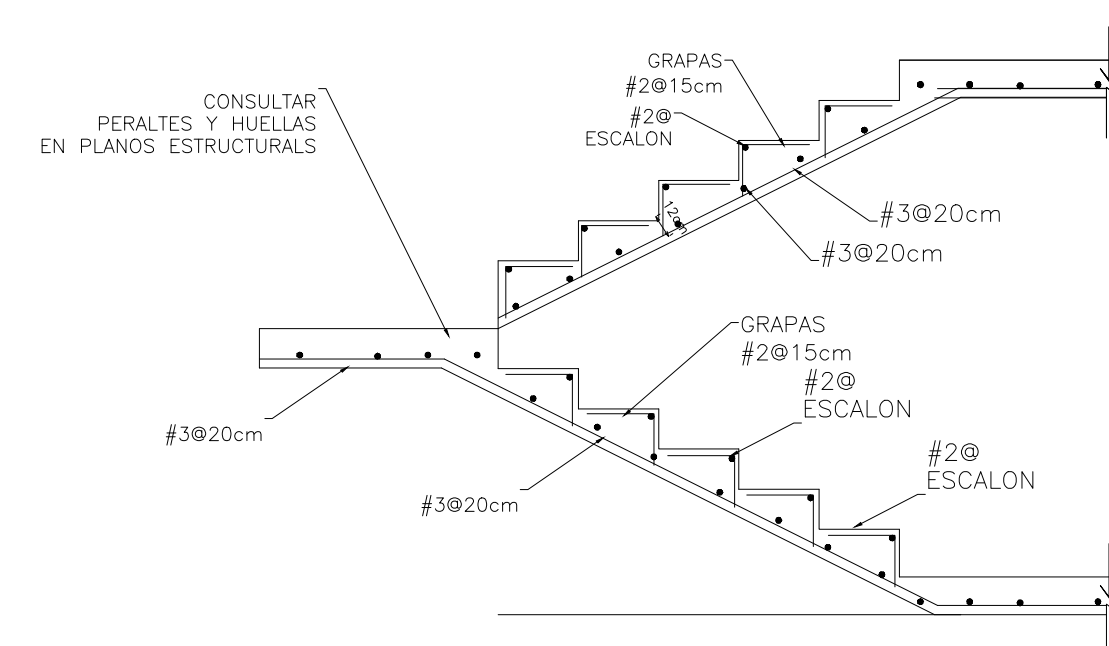 GRAPAS
#2@15cm
#2@
ESCALON
CONSULTAR
PERALTES Y HUELLAS
EN PLANOS ESTRUCTURALS
12cm
#3@20cm
#3@20cm
GRAPAS
#2@15cm
#2@
ESCALON
#3@20cm
#2@
ESCALON
#3@20cm